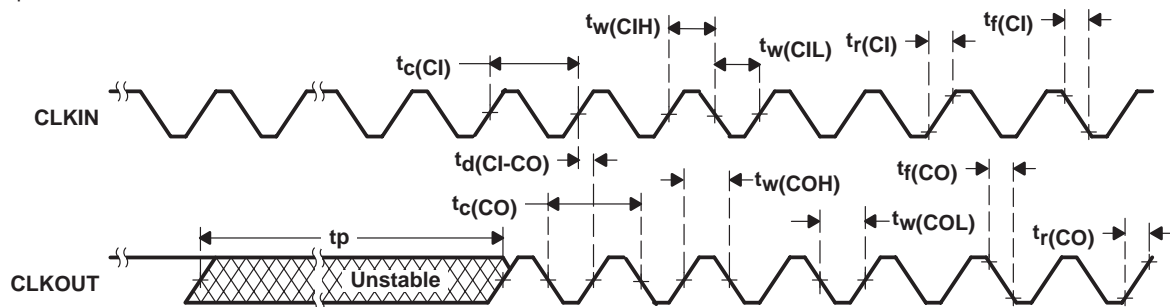 tw(CIH)
tf(CI)
tr(CI)
tw(CIL)
tc(CI)
CLKIN
td(CI-CO)
tf(CO)
tw(COH)
tc(CO)
tw(COL)
tr(CO)
tp
CLKOUT
Unstable